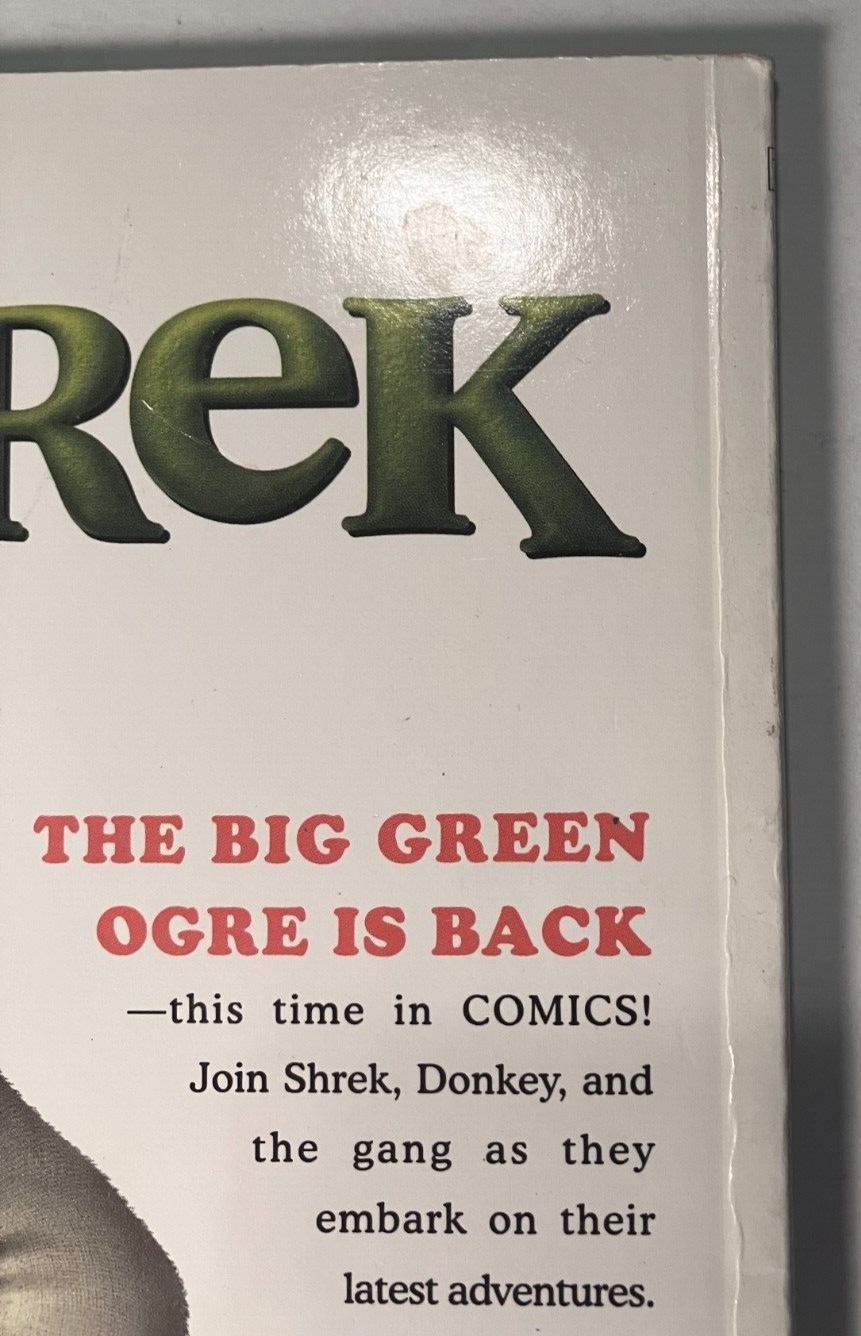 REK
THE BIG GREEN
OGRE IS BACK
—this time in COMICS!
Join Shrek, Donkey, and
the gang as they
embark on their
latest adventures.